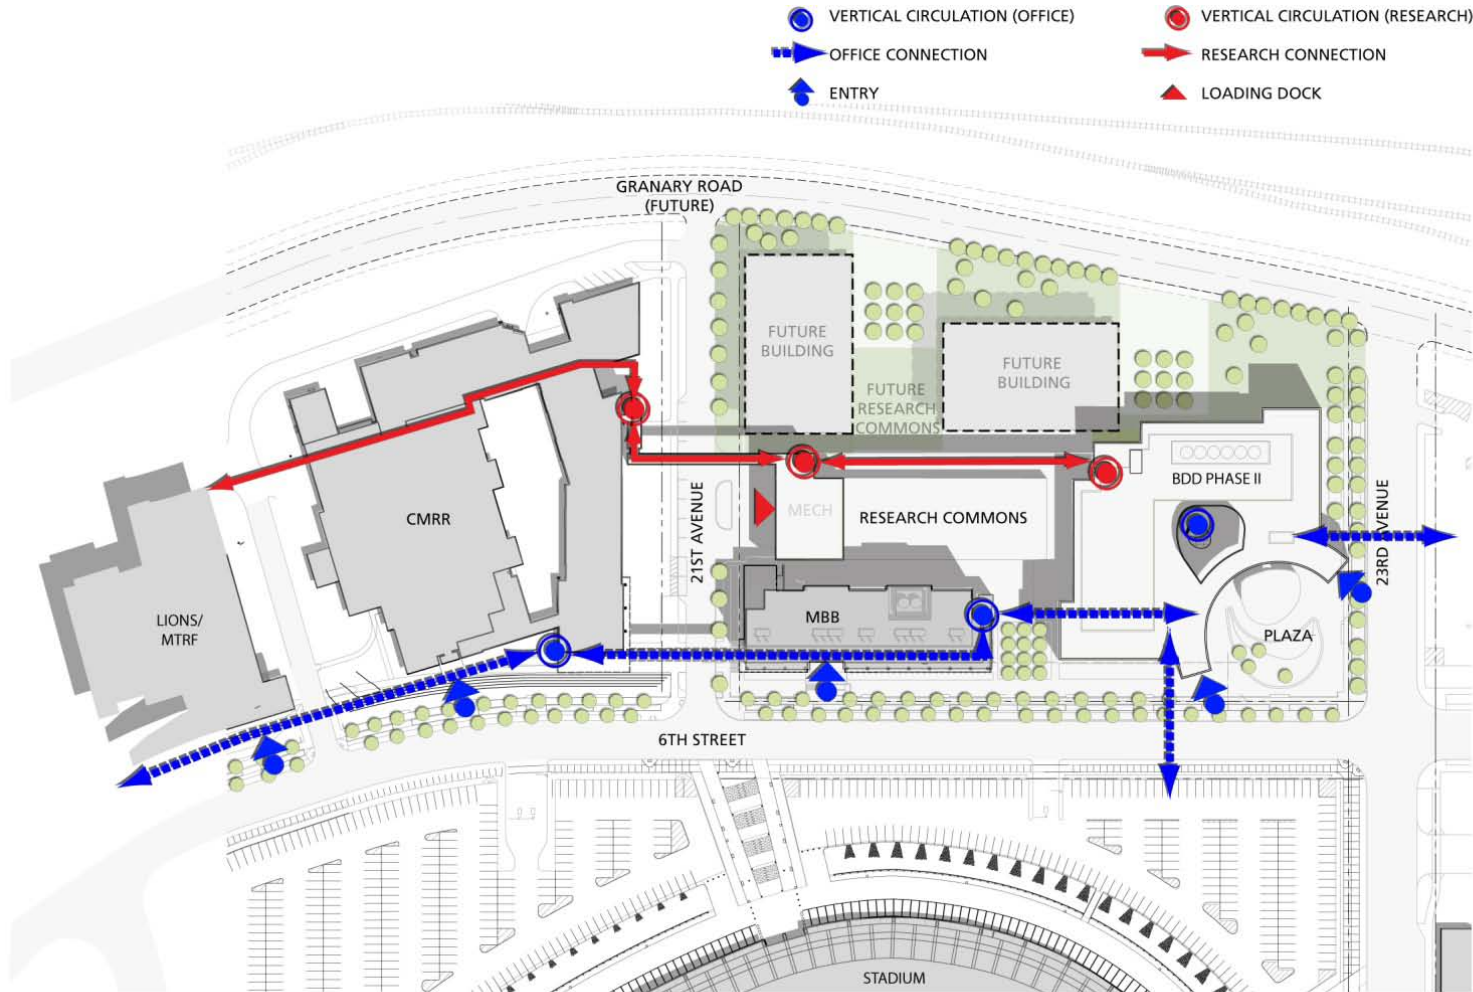 VERTICAL CIRCULATION (OFFICE)
VERTICAL CIRCULATION (RESEARCH)
OFFICE CONNECTION
RESEARCH CONNECTION
ENTRY
LOADING DOCK
GRANARY ROAD
(FUTURE)
FUTURE
BUILDING
FUTURE
BUILDING
FUTURE
RESEARCH
COMMONS
BDD PHASE II
CMRR
21ST AVENUE
MECH
RESEARCH COMMONS
23RD AVENUE
LIONS/
MTRF
MBB
PLAZA
6TH STREET
STADIUM